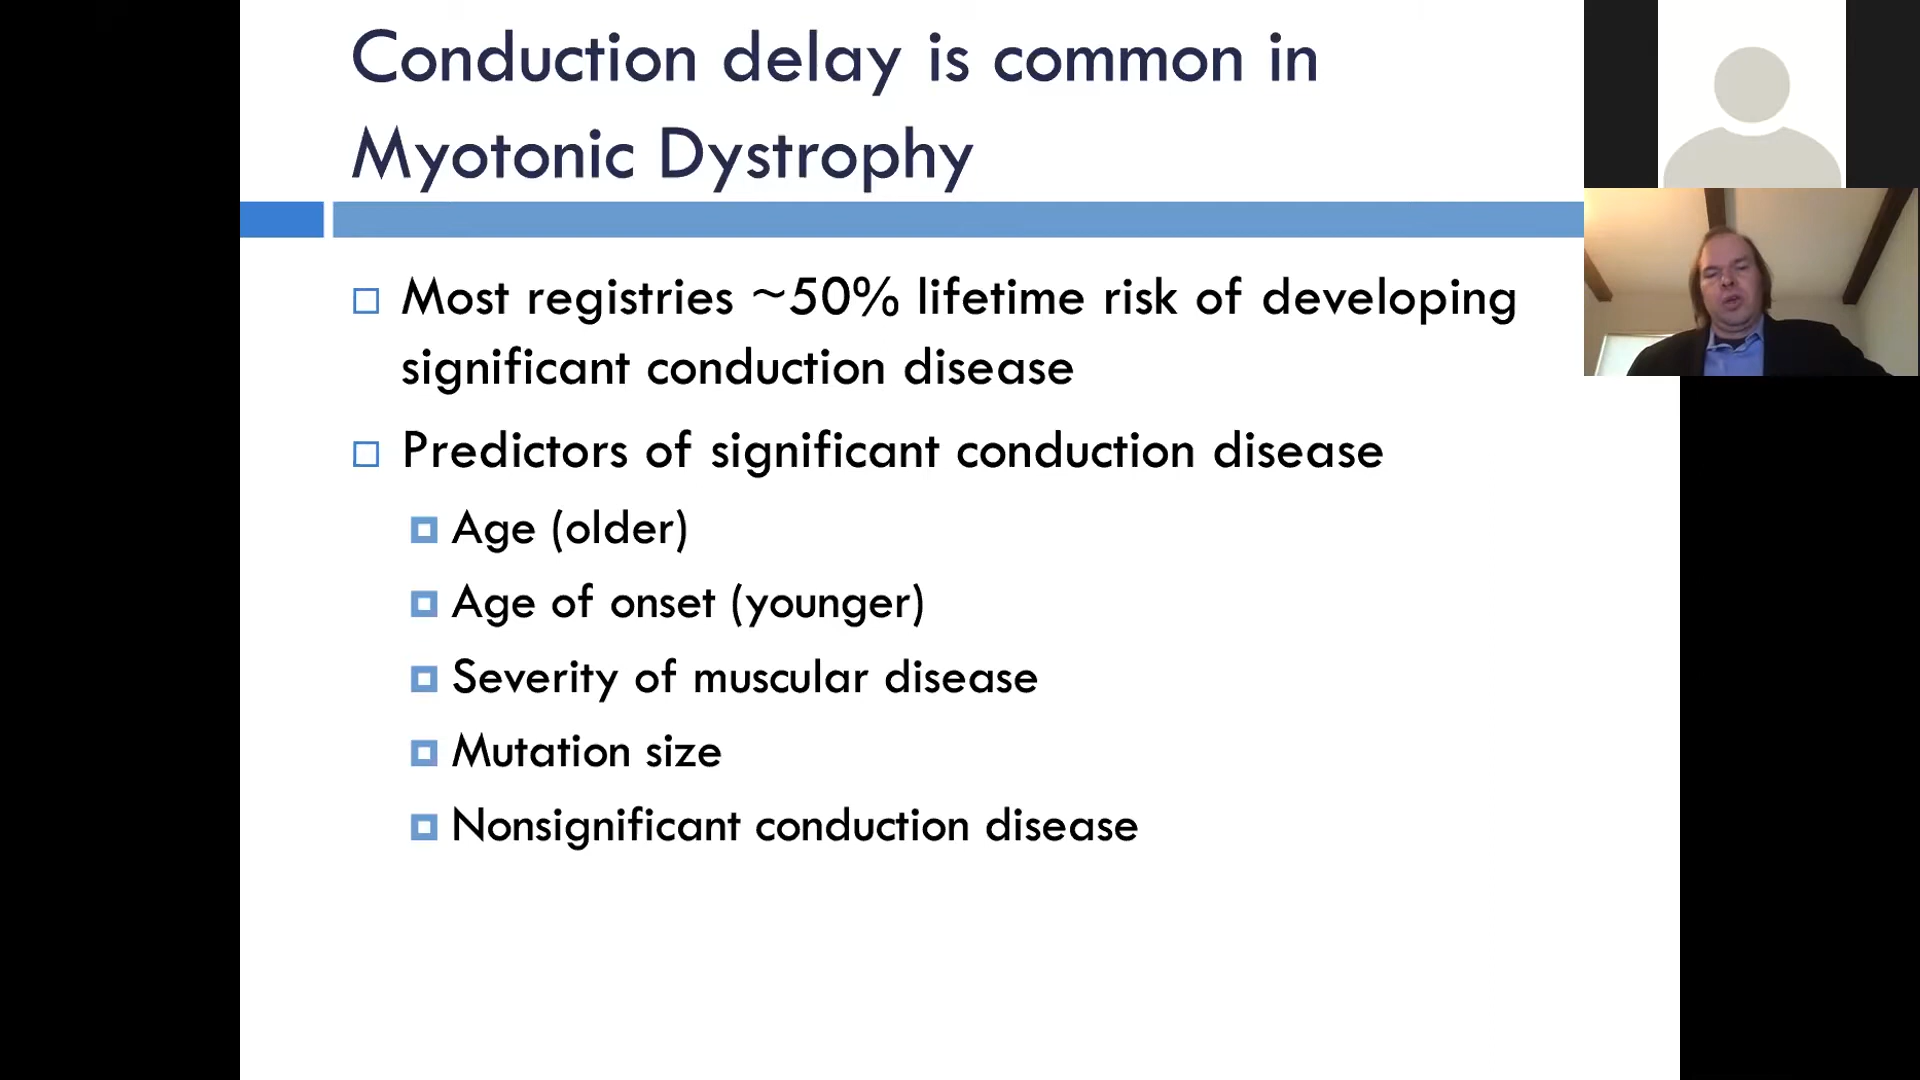 Conduction delay is common in
Myotonic Dystrophy
Most registries ~50% lifetime risk of developing
significant conduction disease
Predictors of significant conduction disease
Age (older)
Age of onset (younger)
Severity of muscular disease
Mutation size
Nonsignificant conduction disease